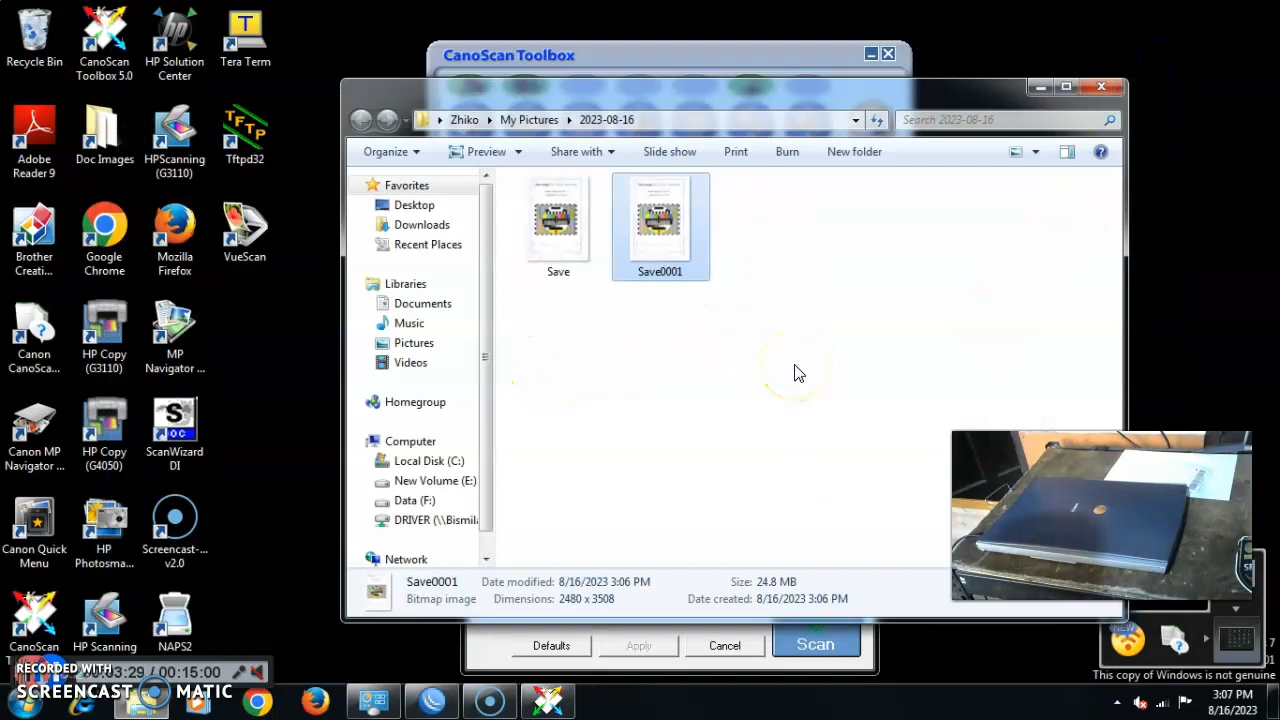 Recycle Bin
CanoScan Toolbox 5.0
HP Solution Center
Tera Term
Adobe Reader 9
Doc Images
HPScanning (G3110)
Tftpd32
Brother Creati...
Google Chrome
Mozilla Firefox
VueScan
Canon CanoSca...
HP Copy (G3110)
MP Navigator ...
Canon MP Navigator ...
HP Copy (G4050)
ScanWizard DI
Canon Quick Menu
HP Photosma...
Screencast-... v2.0
CanoScan
HP Scanning
NAPS2
CanoScan Toolbox
Zhiko
My Pictures
2023-08-16
Search 2023-08-16
Organize
Preview
Share with
Slide show
Print
Burn
New folder
Favorites
Desktop
Downloads
Recent Places
Libraries
Documents
Music
Pictures
Videos
Homegroup
Computer
Local Disk (C:)
New Volume (E:)
Data (F:)
DRIVER (\\Bismil
Network
Save
Save0001
Save0001
Date modified: 8/16/2023 3:06 PM
Size: 24.8 MB
Bitmap image
Dimensions: 2480 x 3508
Date created: 8/16/2023 3:06 PM
Defaults
Apply
Cancel
Scan
NEW
7
01
This copy of Windows is not genuine
RECORDED WITH
SCREENCAST MATIC
03:29 / 00:15:00
3:07 PM
8/16/2023